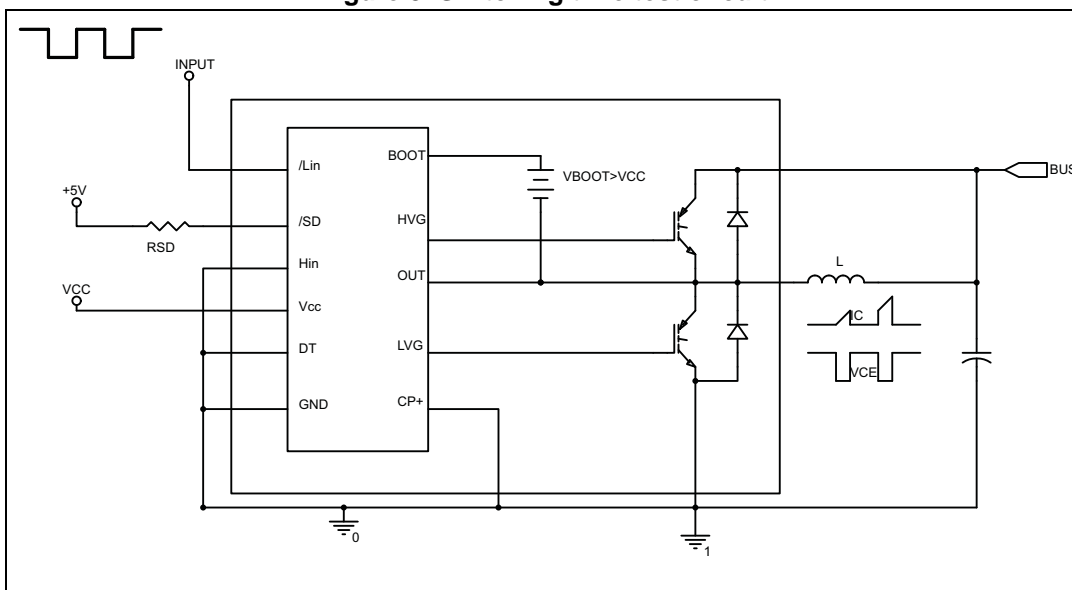 INPUT
/Lin
BOOT
VBOOT>VCC
BUS
+5V
/SD
HVG
RSD
Hin
OUT
L
VCC
Vcc
IC
DT
LVG
VCE
GND
CP+
0
1